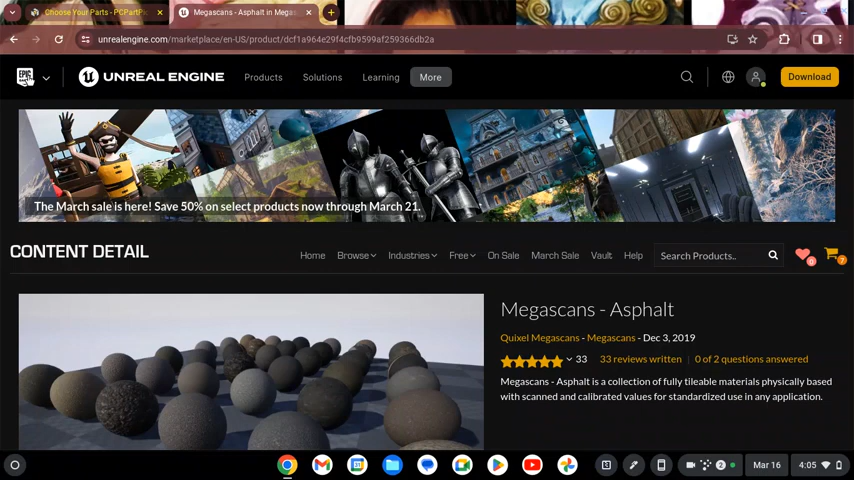 Choose Your Parts - PCPartPi
Megascans - Asphalt in Megas
unrealengine.com/marketplace/en-US/product/dcf1a964e29f4cfb9599af259366db2a
EPIC
UNREAL ENGINE
Products
Solutions
Learning
More
Download
The March sale is here! Save 50% on select products now through March 21.
CONTENT DETAIL
Home
Browse
Industries
Free
On Sale
March Sale
Vault
Help
Search Products..
7
Megascans - Asphalt
Quixel Megascans - Megascans - Dec 3, 2019
33
33 reviews written
0 of 2 questions answered
Megascans - Asphalt is a collection of fully tileable materials physically based
with scanned and calibrated values for standardized use in any application.
2
Mar 16
4:05